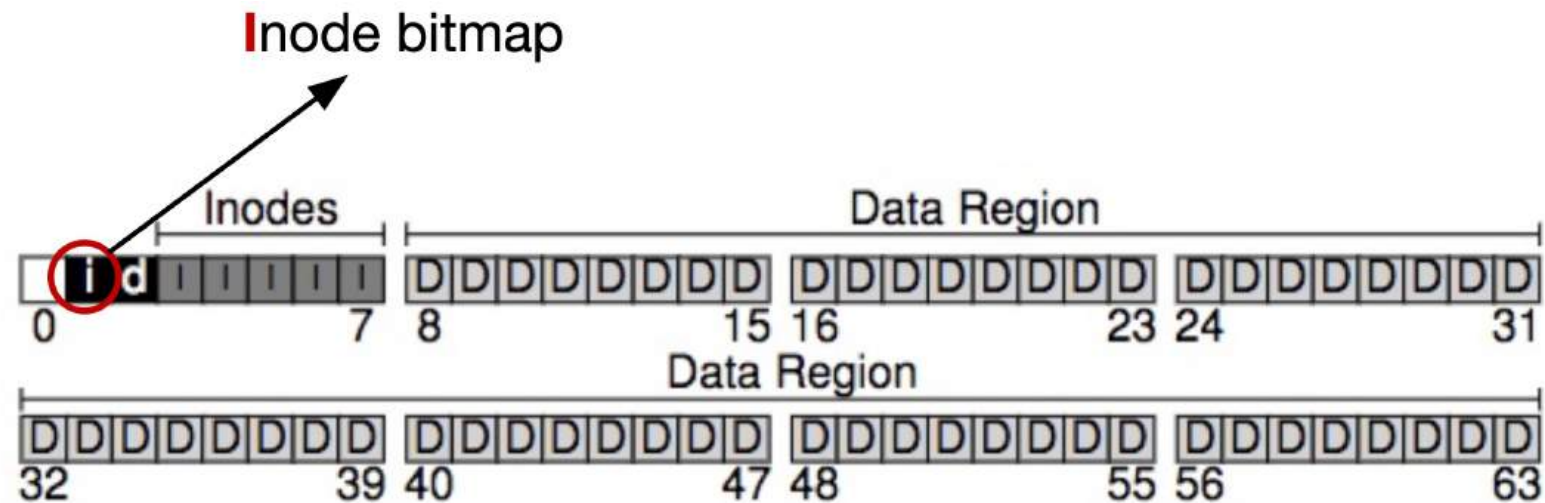 Inode bitmap
Inodes Data Region
i d I I I I I D D D D D D D D D D D D D D D D D D D D D D D D
0 7 8 15 16 23 24 31
Data Region
D D D D D D D D D D D D D D D D D D D D D D D D D D D D D D D D
32 39 40 47 48 55 56 63